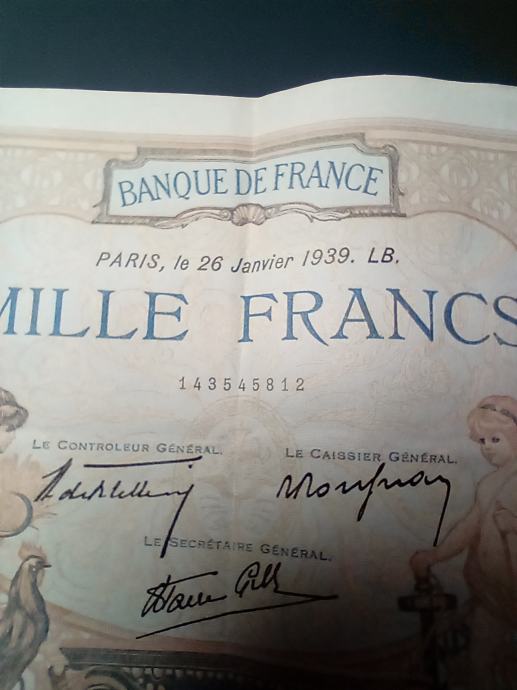 BANQUE DE FRANCE
PARIS, le 26 Janvier 1939. LB.
MILLE FRANCS
143545812
LE CONTROLEUR GÉNÉRAL.
LE CAISSIER GÉNÉRAL.
LE SECRÉTAIRE GÉNÉRAL.